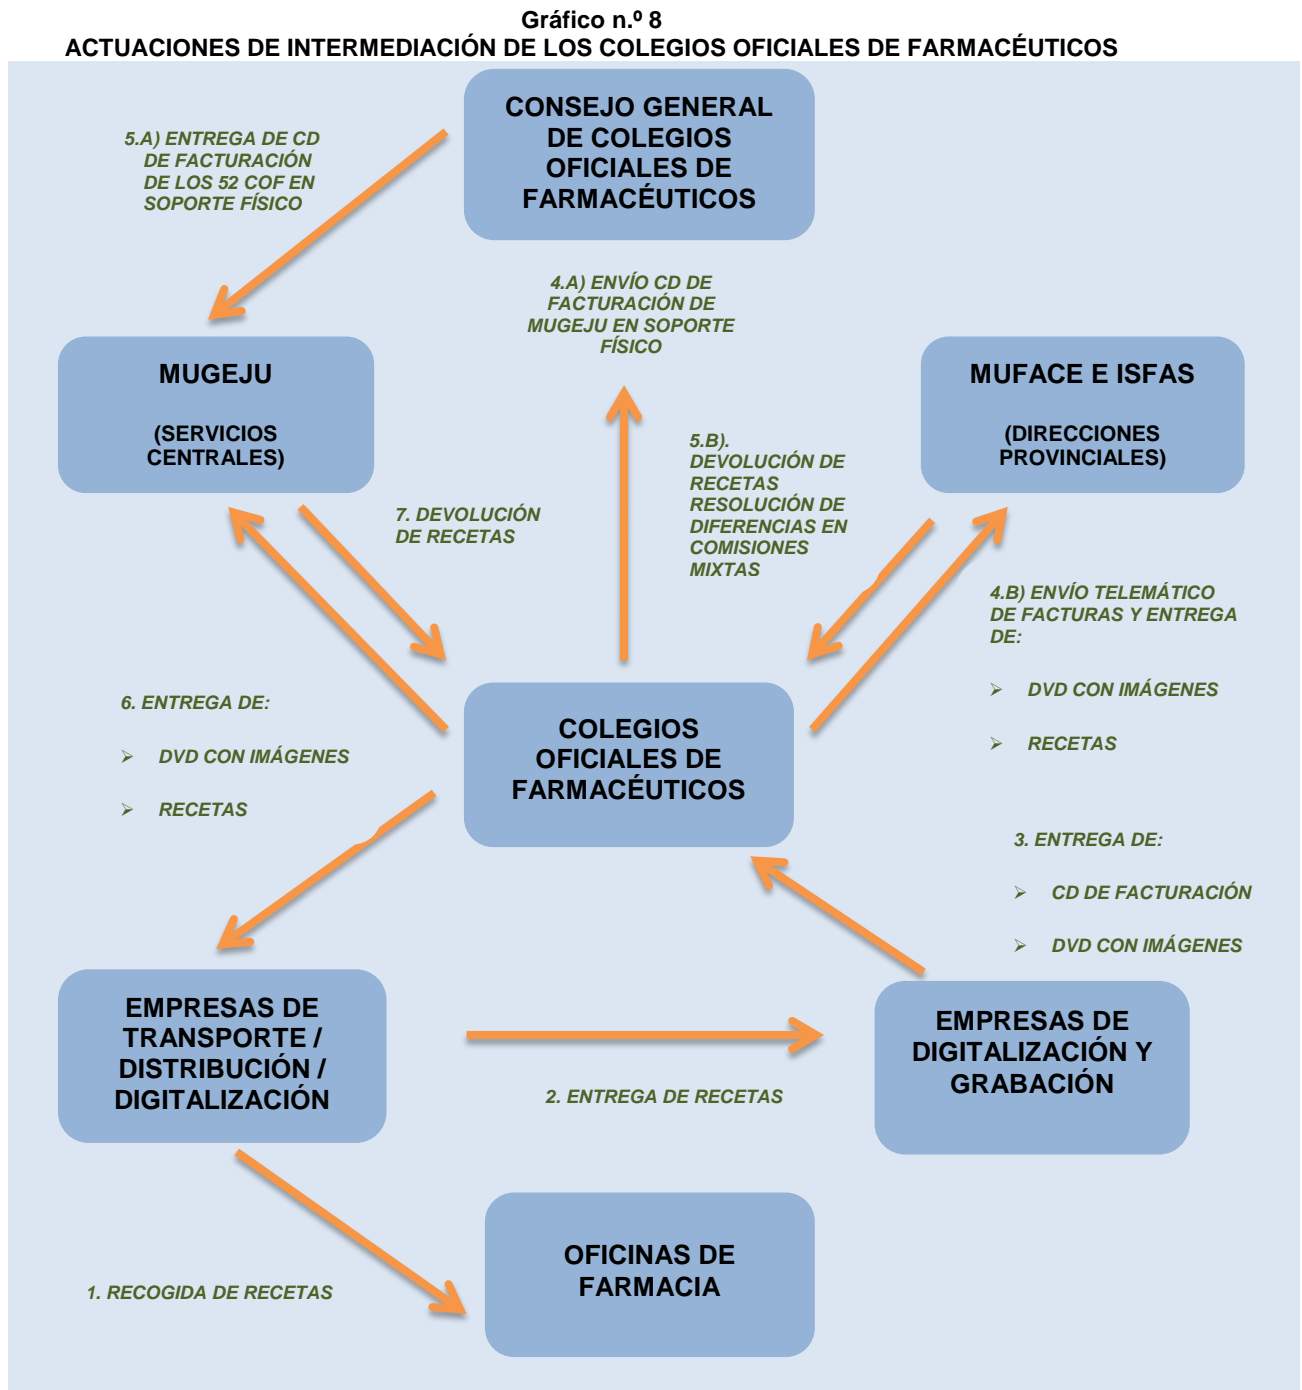 Gráfico n.º 8
ACTUACIONES DE INTERMEDIACIÓN DE LOS COLEGIOS OFICIALES DE FARMACÉUTICOS
CONSEJO GENERAL
DE COLEGIOS
OFICIALES DE
FARMACÉUTICOS
5.A) ENTREGA DE CD
DE FACTURACIÓN
DE LOS 52 COF EN
SOPORTE FÍSICO
4.A) ENVÍO CD DE
FACTURACIÓN DE
MUGEJU EN SOPORTE
FÍSICO
MUGEJU
(SERVICIOS
CENTRALES)
MUFACE E ISFAS
(DIRECCIONES
PROVINCIALES)
5.B).
DEVOLUCIÓN DE
RECETAS
RESOLUCIÓN DE
DIFERENCIAS EN
COMISIONES
MIXTAS
7. DEVOLUCIÓN
DE RECETAS
4.B) ENVÍO TELEMÁTICO
DE FACTURAS Y ENTREGA
DE:
➢ DVD CON IMÁGENES
➢ RECETAS
6. ENTREGA DE:
➢ DVD CON IMÁGENES
➢ RECETAS
COLEGIOS
OFICIALES DE
FARMACÉUTICOS
3. ENTREGA DE:
➢ CD DE FACTURACIÓN
➢ DVD CON IMÁGENES
EMPRESAS DE
TRANSPORTE /
DISTRIBUCIÓN /
DIGITALIZACIÓN
EMPRESAS DE
DIGITALIZACIÓN Y
GRABACIÓN
2. ENTREGA DE RECETAS
OFICINAS DE
FARMACIA
1. RECOGIDA DE RECETAS